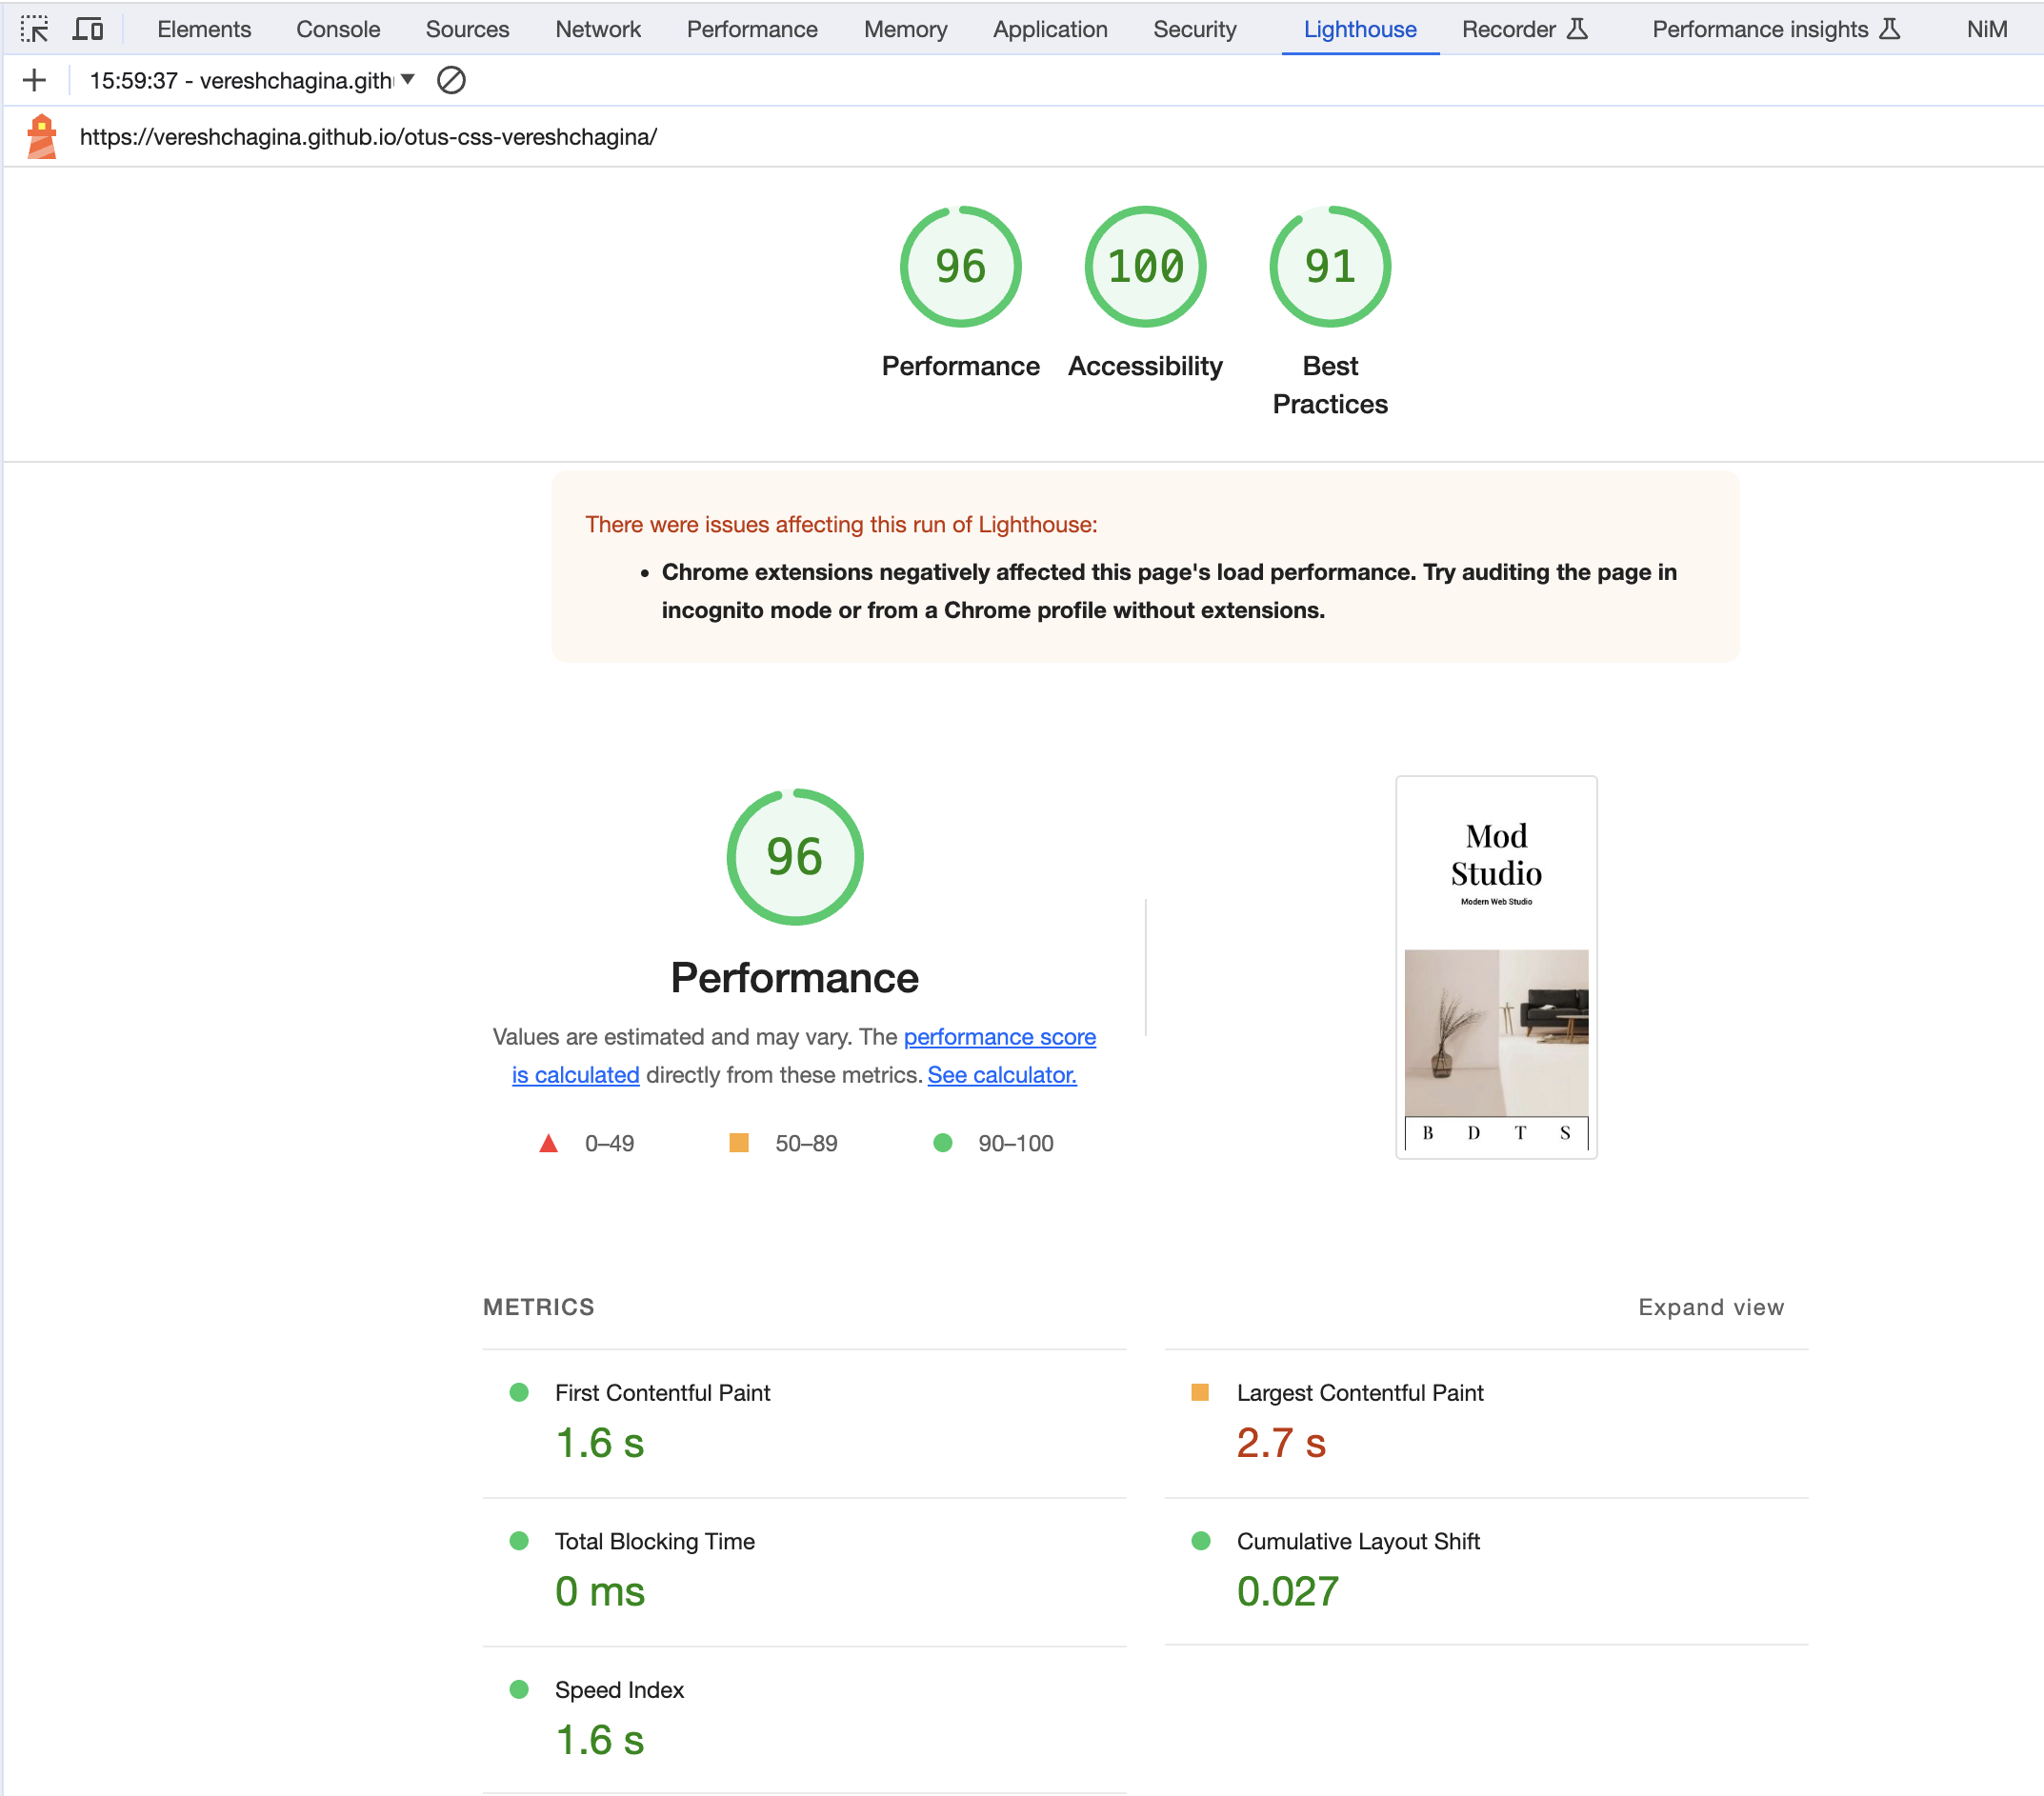 Elements Console Sources Network Performance Memory Application Security Lighthouse Recorder Performance insights NiM
15:59:37 - vereshchagina.gith
https://vereshchagina.github.io/otus-css-vereshchagina/
96 100 91
Performance Accessibility Best
Practices
There were issues affecting this run of Lighthouse:
• Chrome extensions negatively affected this page's load performance. Try auditing the page in
incognito mode or from a Chrome profile without extensions.
96
Performance
Values are estimated and may vary. The performance score
is calculated directly from these metrics. See calculator.
0–49 50–89 90–100
Mod
Studio
Modern Web Studio
B D T S
METRICS Expand view
First Contentful Paint
1.6 s
Largest Contentful Paint
2.7 s
Total Blocking Time
0 ms
Cumulative Layout Shift
0.027
Speed Index
1.6 s